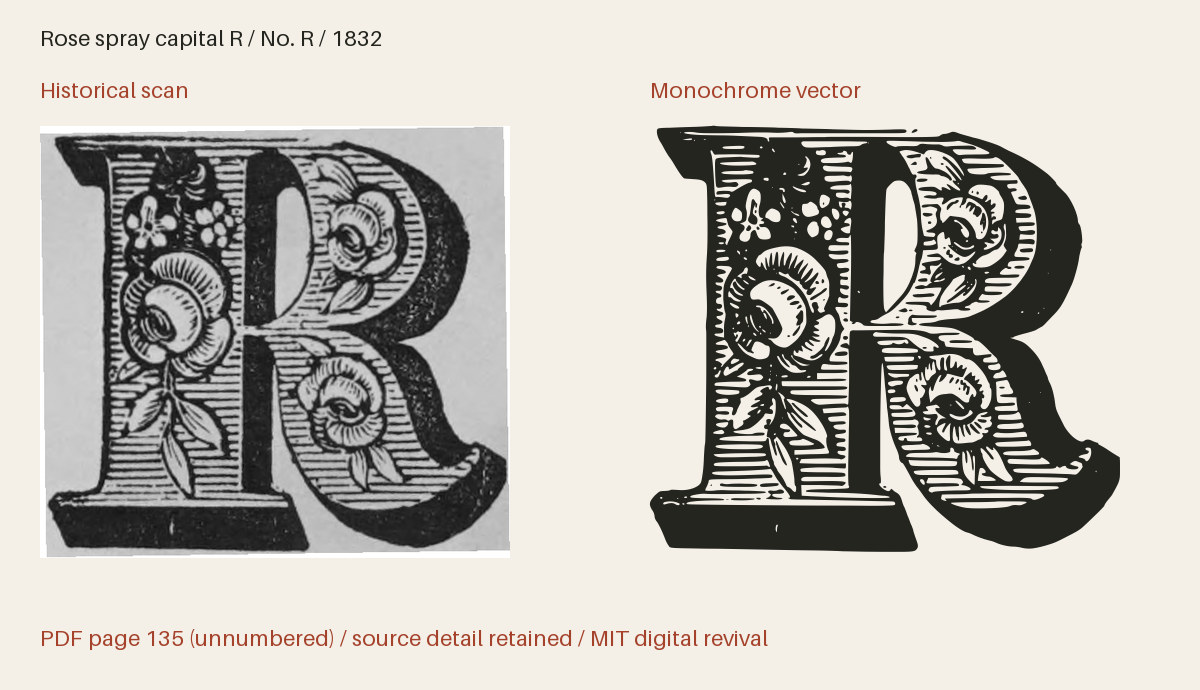 Rose spray capital R / No. R / 1832
Historical scan
Monochrome vector
R
R
PDF page 135 (unnumbered) / source detail retained / MIT digital revival